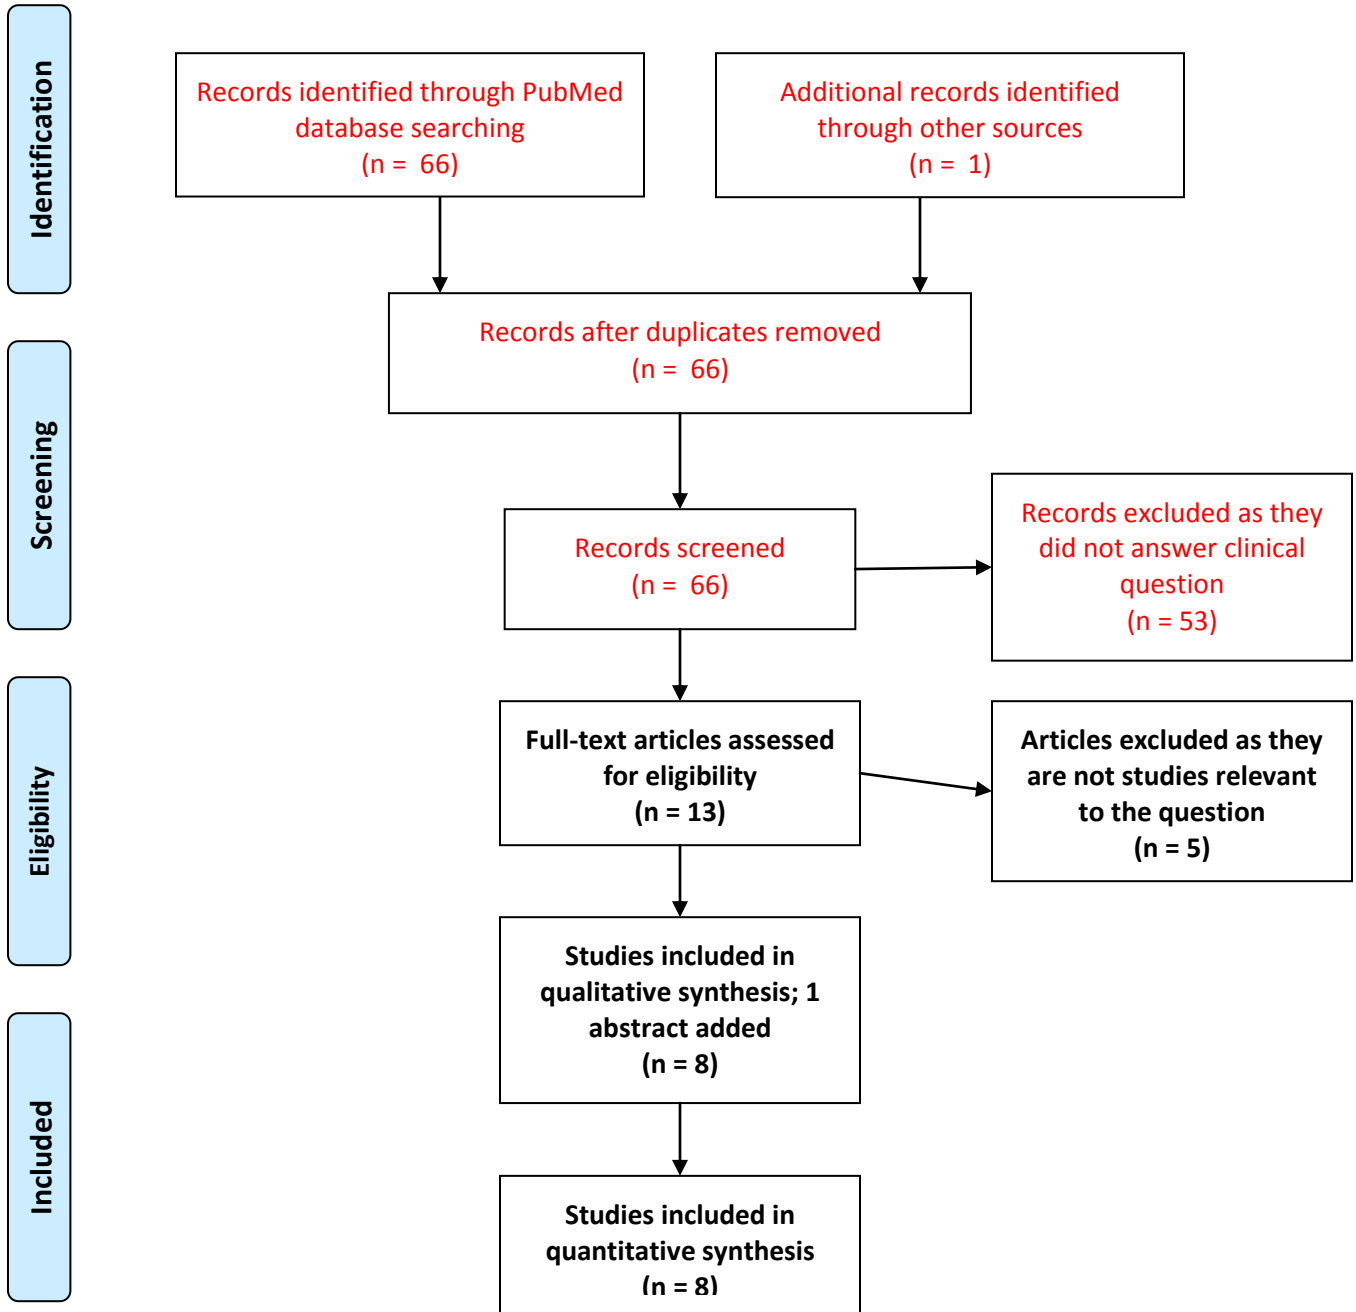 Identification
Records identified through PubMed
database searching
(n =  66)
Additional records identified
through other sources
(n =  1)
Records after duplicates removed
(n =  66)
Screening
Records screened
(n =  66)
Records excluded as they
did not answer clinical
question
(n = 53)
Eligibility
Full-text articles assessed
for eligibility
(n = 13)
Articles excluded as they
are not studies relevant
to the question
(n = 5)
Studies included in
qualitative synthesis; 1
abstract added
(n = 8)
Included
Studies included in
quantitative synthesis
(n = 8)